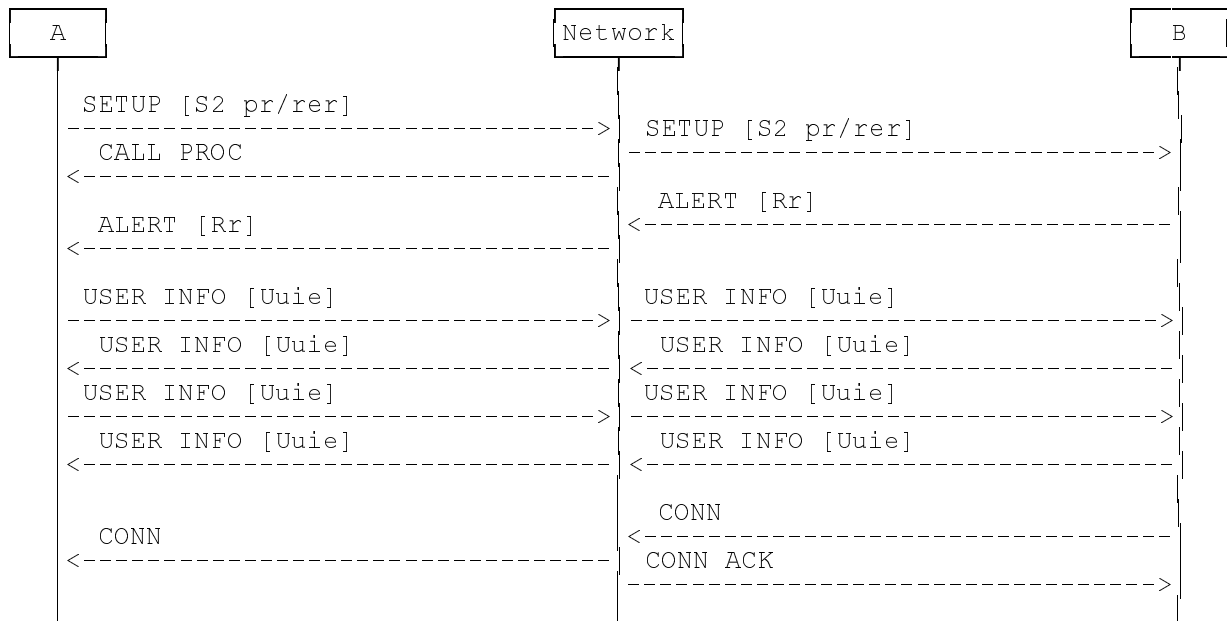 A
Network
B
SETUP [S2 pr/rer]
SETUP [S2 pr/rer]
CALL PROC
ALERT [Rr]
ALERT [Rr]
USER INFO [Uuie]
USER INFO [Uuie]
USER INFO [Uuie]
USER INFO [Uuie]
USER INFO [Uuie]
USER INFO [Uuie]
USER INFO [Uuie]
USER INFO [Uuie]
CONN
CONN
CONN ACK